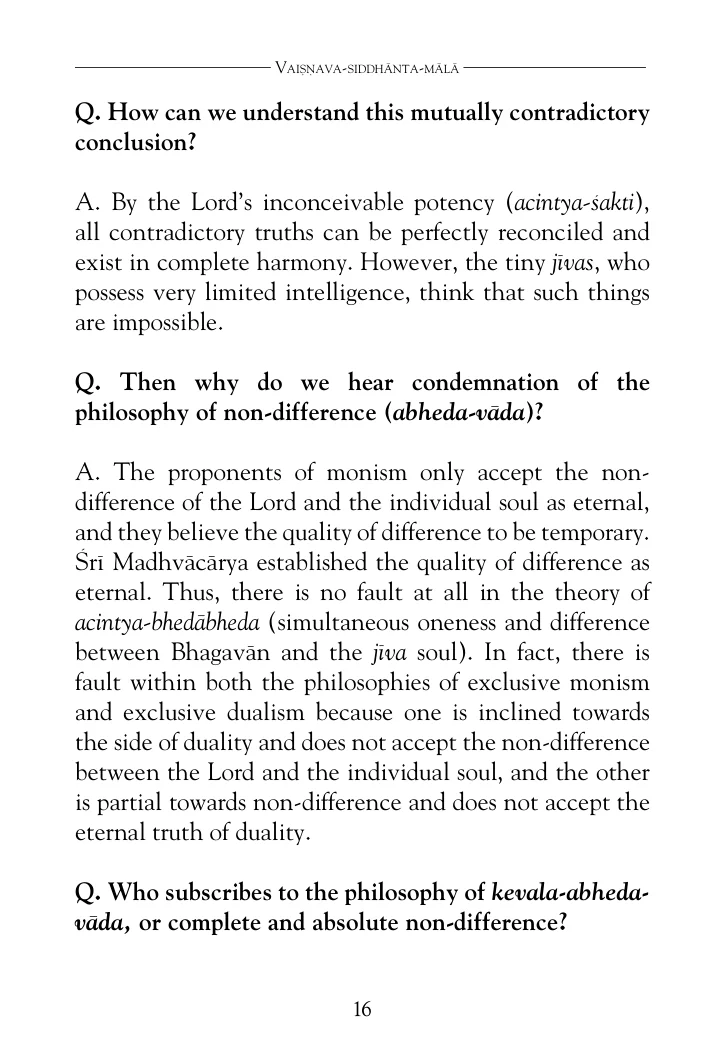 Vaiṣṇava-siddhānta-mālā
Q. How can we understand this mutually contradictory
conclusion?
A. By the Lord’s inconceivable potency (acintya-śakti),
all contradictory truths can be perfectly reconciled and
exist in complete harmony. However, the tiny jīvas, who
possess very limited intelligence, think that such things
are impossible.
Q. Then why do we hear condemnation of the
philosophy of non-difference (abheda-vāda)?
A. The proponents of monism only accept the non-
difference of the Lord and the individual soul as eternal,
and they believe the quality of difference to be temporary.
Śrī Madhvācārya established the quality of difference as
eternal. Thus, there is no fault at all in the theory of
acintya-bhedābheda (simultaneous oneness and difference
between Bhagavān and the jīva soul). In fact, there is
fault within both the philosophies of exclusive monism
and exclusive dualism because one is inclined towards
the side of duality and does not accept the non-difference
between the Lord and the individual soul, and the other
is partial towards non-difference and does not accept the
eternal truth of duality.
Q. Who subscribes to the philosophy of kevala-abheda-
vāda, or complete and absolute non-difference?
16